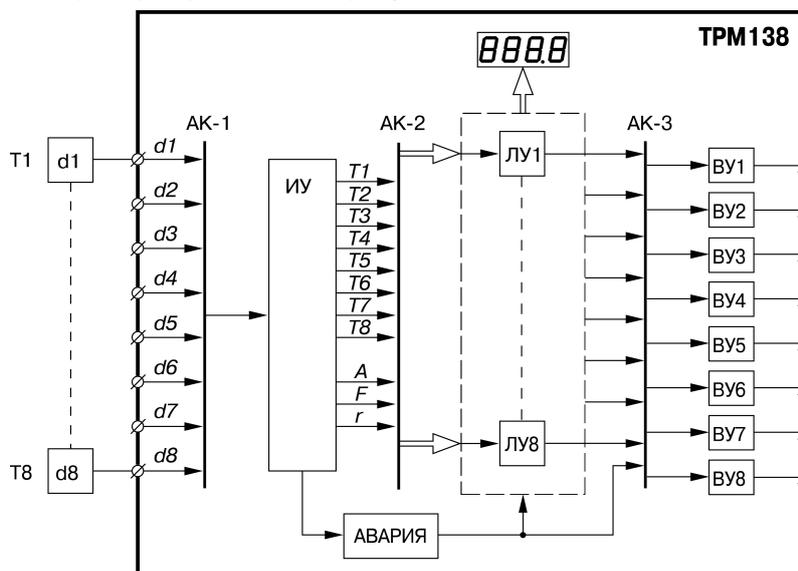 888.8
ТРМ138
АК-1
АК-2
АК-3
Т1
d1
d1
d2
d3
d4
d5
d6
d7
d8
Т8
d8
ИУ
T1
T2
T3
T4
T5
T6
T7
T8
A
F
r
ЛУ1
ЛУ8
АВАРИЯ
ВУ1
ВУ2
ВУ3
ВУ4
ВУ5
ВУ6
ВУ7
ВУ8